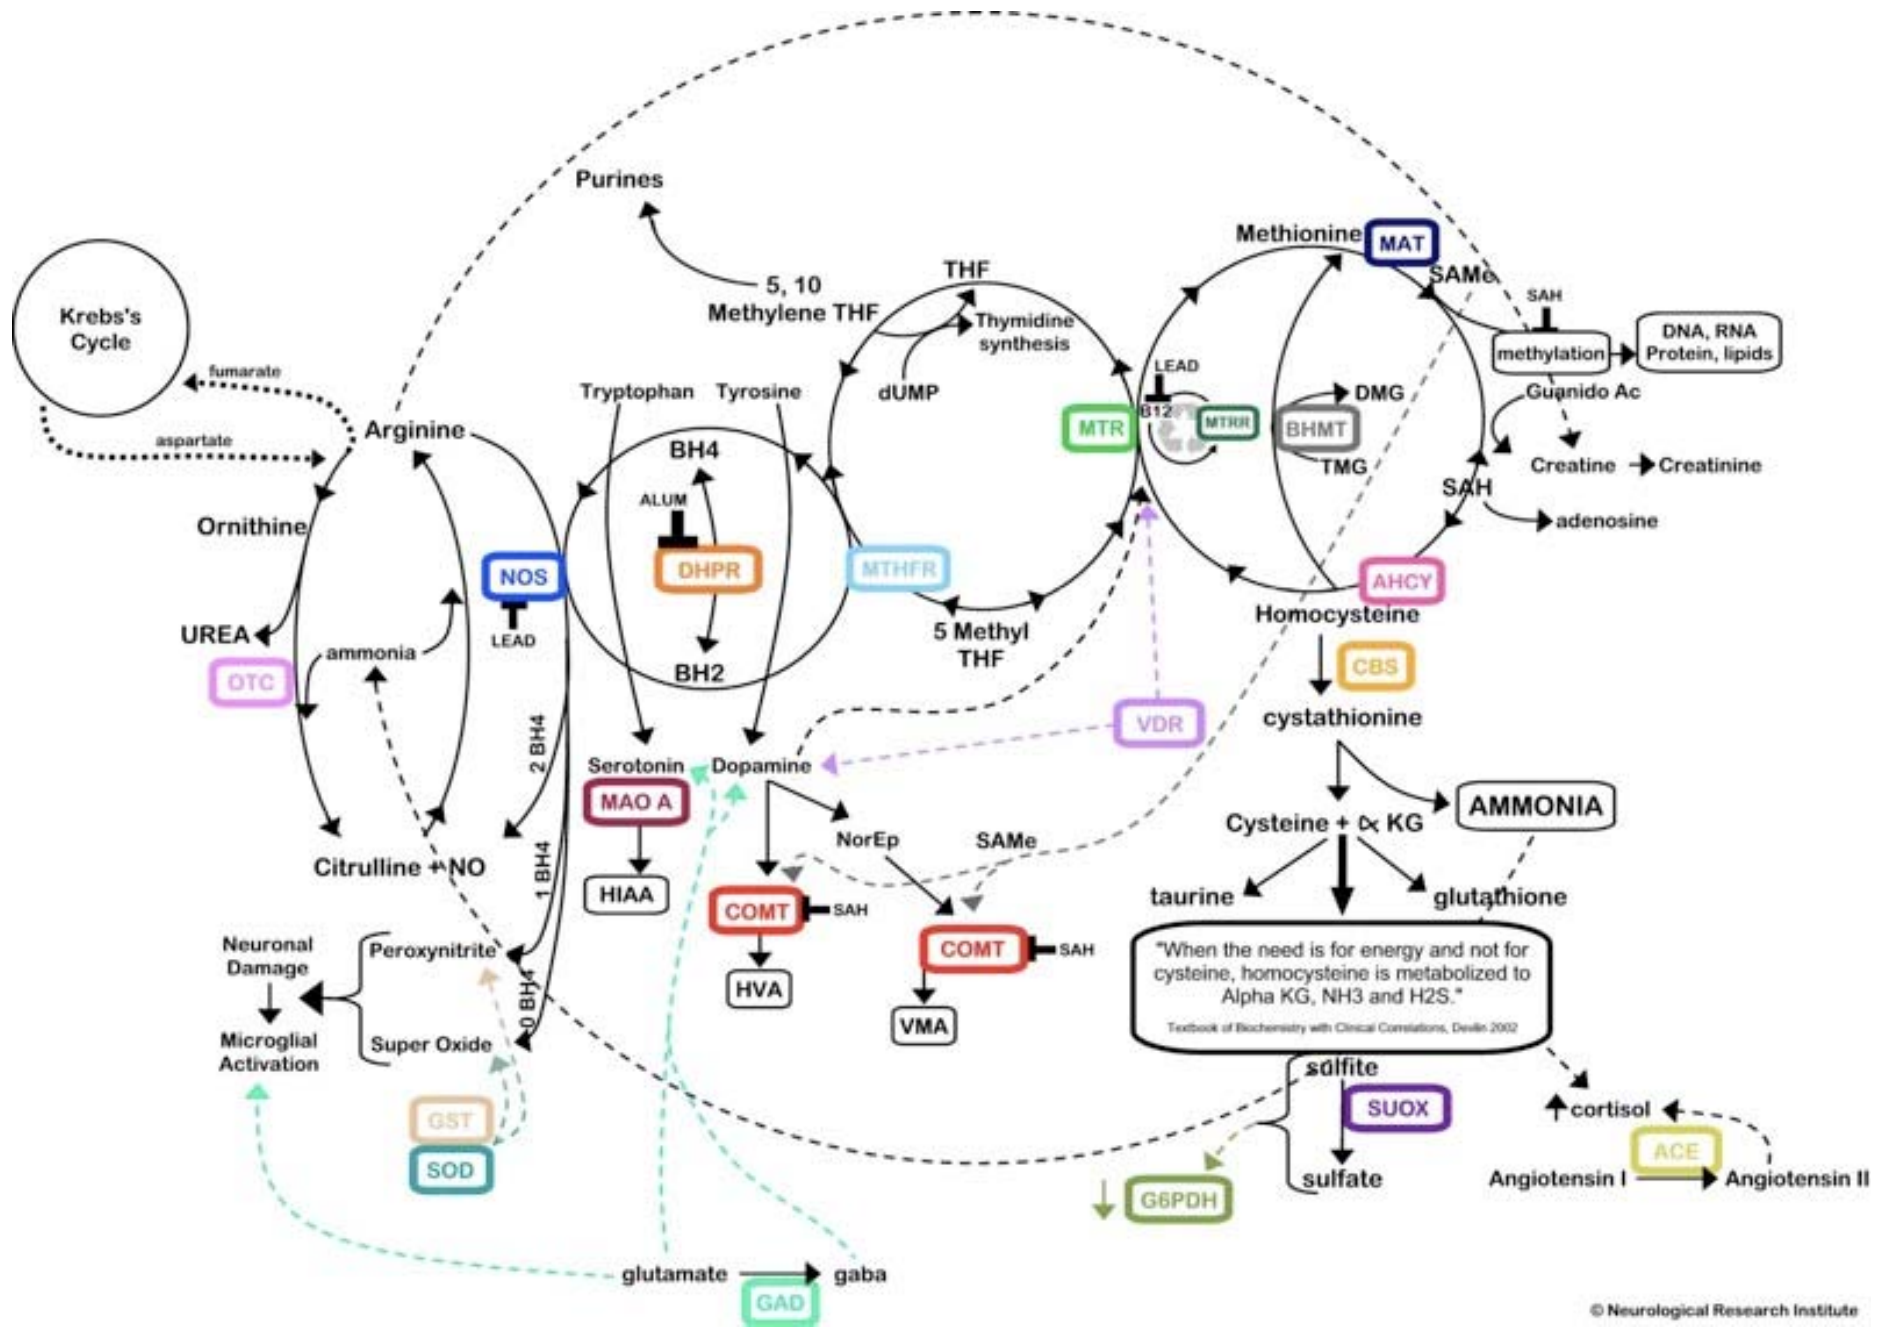 Purines
Methionine
MAT
SAMe
THF
5, 10
Methylene THF
Thymidine
synthesis
dUMP
SAH
methylation
DNA, RNA
Protein, lipids
Guanido Ac
Creatine
Creatinine
Krebs's
Cycle
fumarate
aspartate
Arginine
Tryptophan
Tyrosine
BH4
ALUM
DHPR
BH2
MTHFR
MTR
LEAD
B12
MTRR
DMG
BHMT
TMG
SAH
adenosine
Ornithine
NOS
LEAD
UREA
OTC
ammonia
5 Methyl
THF
AHCY
Homocysteine
CBS
cystathionine
VDR
2 BH4
1 BH4
0 BH4
Serotonin
Dopamine
MAO A
HIAA
NorEp
SAMe
COMT
SAH
HVA
COMT
SAH
VMA
Cysteine + α KG
AMMONIA
taurine
glutathione
Citrulline + NO
Neuronal
Damage
Microglial
Activation
Peroxynitrite
Super Oxide
GST
SOD
"When the need is for energy and not for
cysteine, homocysteine is metabolized to
Alpha KG, NH3 and H2S."
Textbook of Biochemistry with Clinical Correlations, Devlin 2002
sulfite
SUOX
sulfate
G6PDH
cortisol
ACE
Angiotensin I
Angiotensin II
glutamate
gaba
GAD
© Neurological Research Institute